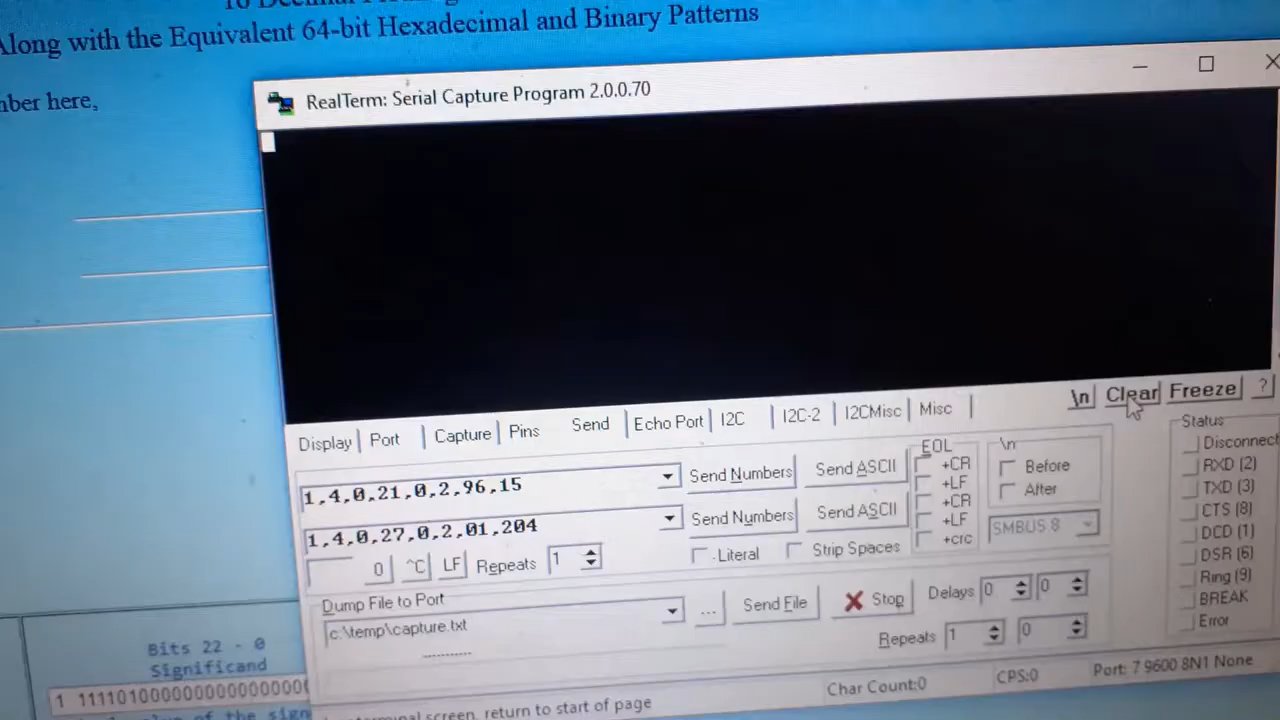 Along with the Equivalent 64-bit Hexadecimal and Binary Patterns
here,
RealTerm: Serial Capture Program 2.0.0.70
\n Clear Freeze ?
Display Port Capture Pins Send Echo Port I2C I2C-2 I2CMisc Misc
1,4,0,21,0,2,96,15
Send Numbers Send ASCII
1,4,0,27,0,2,01,204
Send Numbers Send ASCII
0 ^C LF Repeats 1
Literal Strip Spaces
EOL
+CR
+LF
+CR
+LF
+crc
\n
Before
After
SMBUS 8
Dump File to Port
c:\temp\capture.txt
... Send File Stop Delays 0 0
Repeats 1 0
Status
Disconnect
RXD (2)
TXD (3)
CTS (8)
DCD (1)
DSR (6)
Ring (9)
BREAK
Error
Char Count:0 CPS:0 Port: 7 9600 8N1 None
screen, return to start of page
Bits 22 - 0
Significand
of the